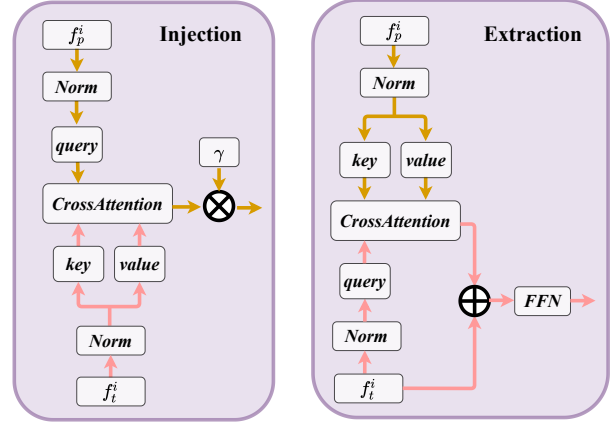 Injection
f_p^i
Norm
query
γ
CrossAttention
key
value
Norm
f_t^i
Extraction
f_p^i
Norm
key
value
CrossAttention
query
FFN
Norm
f_t^i